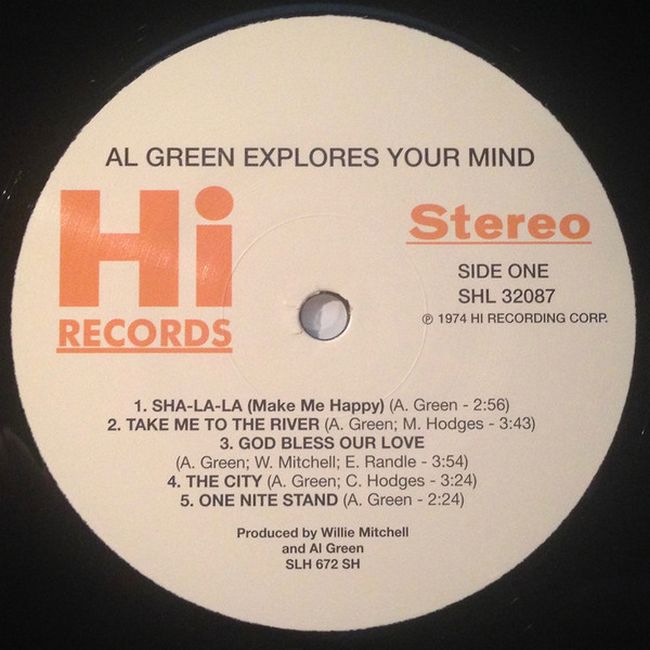 AL GREEN EXPLORES YOUR MIND
Hi
RECORDS
Stereo
SIDE ONE
SHL 32087
℗ 1974 HI RECORDING CORP.
1. SHA-LA-LA (Make Me Happy) (A. Green - 2:56)
2. TAKE ME TO THE RIVER (A. Green; M. Hodges - 3:43)
3. GOD BLESS OUR LOVE
(A. Green; W. Mitchell; E. Randle - 3:54)
4. THE CITY (A. Green; C. Hodges - 3:24)
5. ONE NITE STAND (A. Green - 2:24)
Produced by Willie Mitchell
and Al Green
SLH 672 SH